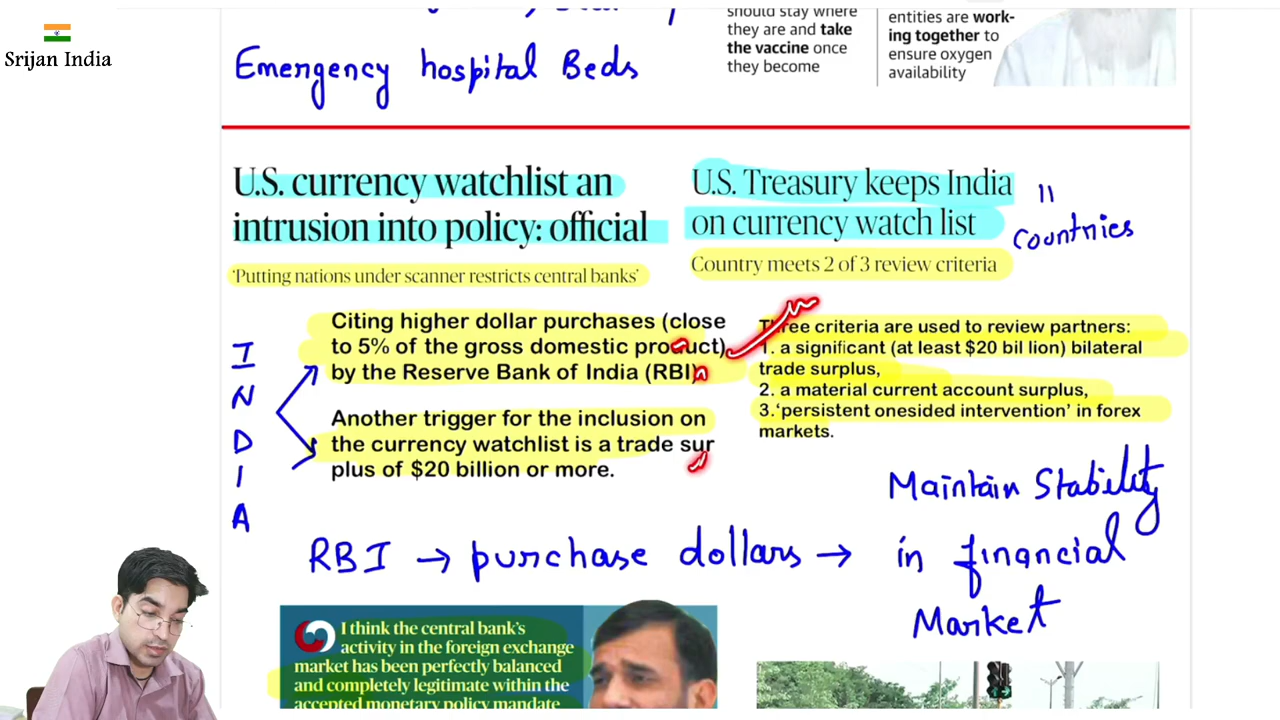 Srijan India
Emergency hospital Beds
should stay where
they are and take
the vaccine once
they become
entities are work-
ing together to
ensure oxygen
availability
U.S. currency watchlist an
intrusion into policy: official
'Putting nations under scanner restricts central banks'
U.S. Treasury keeps India
on currency watch list
Country meets 2 of 3 review criteria
11
countries
INDIA
Citing higher dollar purchases (close
to 5% of the gross domestic product)
by the Reserve Bank of India (RBI)
Another trigger for the inclusion on
the currency watchlist is a trade sur
plus of $20 billion or more.
Three criteria are used to review partners:
1. a significant (at least $20 bil lion) bilateral
trade surplus,
2. a material current account surplus,
3.'persistent onesided intervention' in forex
markets.
RBI → purchase dollars →
Maintain Stability
in financial
Market
I think the central bank's
activity in the foreign exchange
market has been perfectly balanced
and completely legitimate within the
accepted monetary policy mandate